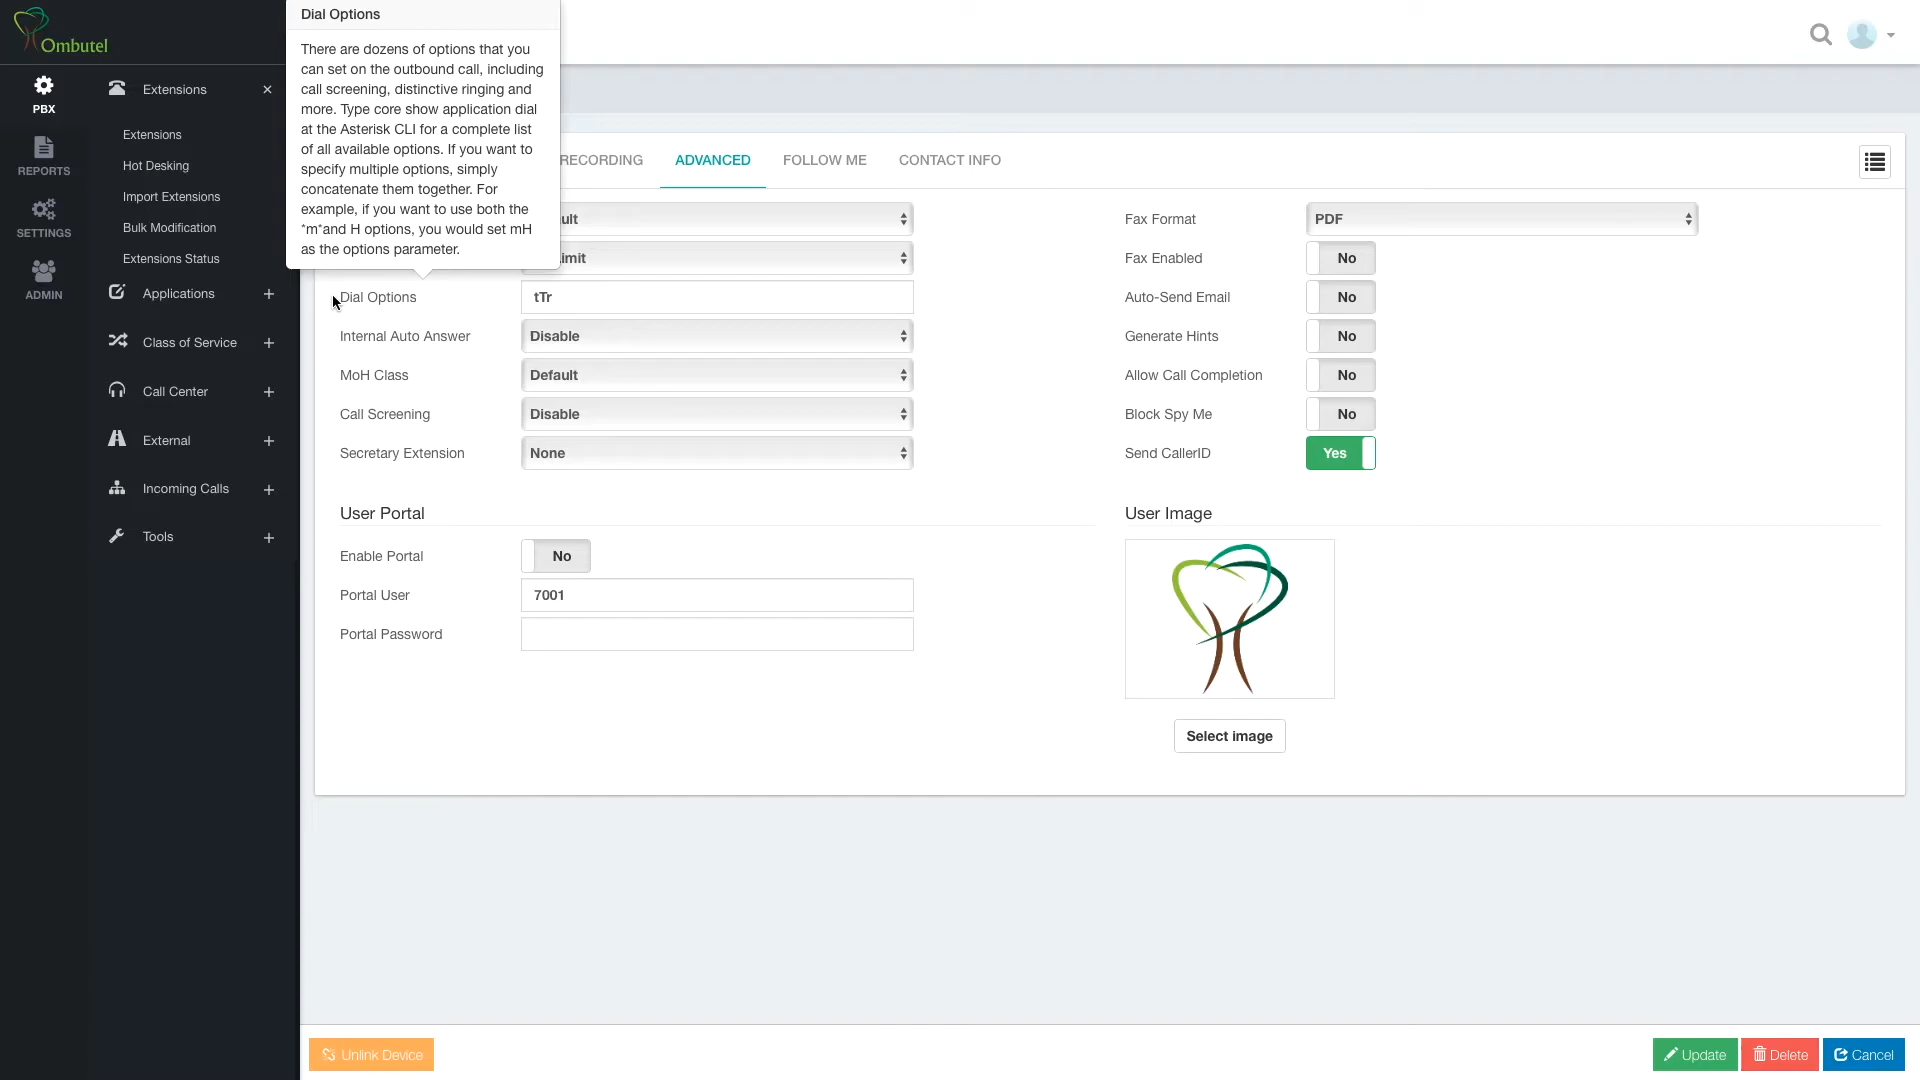 Ombutel
PBX
REPORTS
SETTINGS
ADMIN
Extensions
Extensions
Hot Desking
Import Extensions
Bulk Modification
Extensions Status
Applications
Class of Service
Call Center
External
Incoming Calls
Tools
Dial Options
There are dozens of options that you
can set on the outbound call, including
call screening, distinctive ringing and
more. Type core show application dial
at the Asterisk CLI for a complete list
of all available options. If you want to
specify multiple options, simply
concatenate them together. For
example, if you want to use both the
*m*and H options, you would set mH
as the options parameter.
RECORDING ADVANCED FOLLOW ME CONTACT INFO
ult
imit
Dial Options tTr
Internal Auto Answer Disable
MoH Class Default
Call Screening Disable
Secretary Extension None
Fax Format PDF
Fax Enabled No
Auto-Send Email No
Generate Hints No
Allow Call Completion No
Block Spy Me No
Send CallerID Yes
User Portal
Enable Portal No
Portal User 7001
Portal Password
User Image
Select image
Unlink Device
Update Delete Cancel